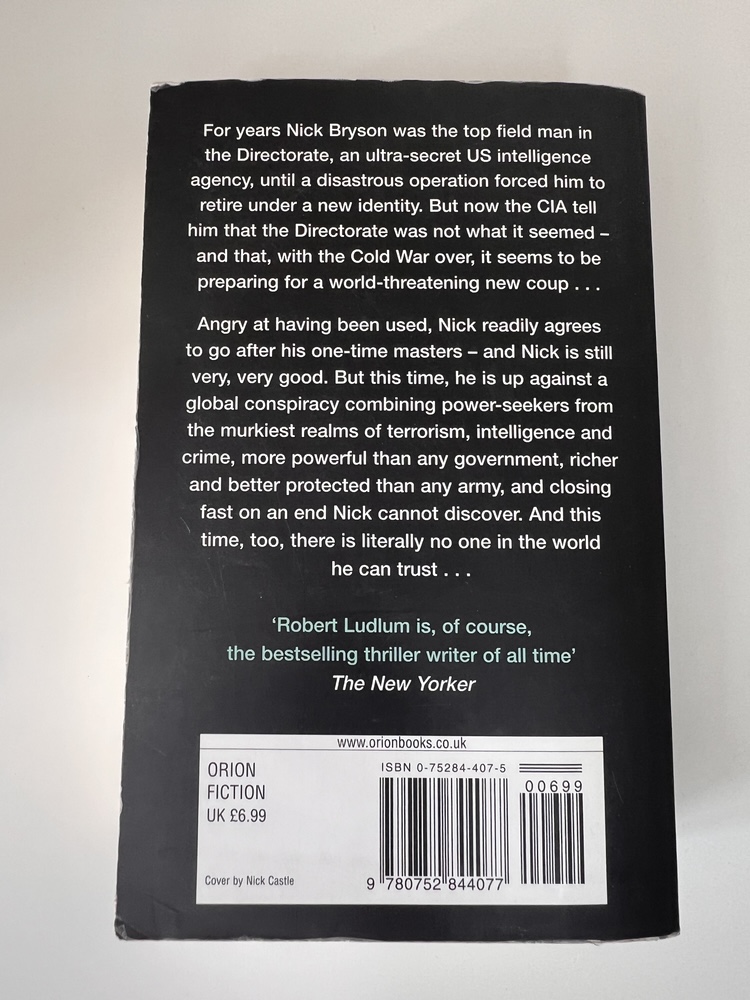 For years Nick Bryson was the top field man in
the Directorate, an ultra-secret US intelligence
agency, until a disastrous operation forced him to
retire under a new identity. But now the CIA tell
him that the Directorate was not what it seemed –
and that, with the Cold War over, it seems to be
preparing for a world-threatening new coup . . .
Angry at having been used, Nick readily agrees
to go after his one-time masters – and Nick is still
very, very good. But this time, he is up against a
global conspiracy combining power-seekers from
the murkiest realms of terrorism, intelligence and
crime, more powerful than any government, richer
and better protected than any army, and closing
fast on an end Nick cannot discover. And this
time, too, there is literally no one in the world
he can trust . . .
‘Robert Ludlum is, of course,
the bestselling thriller writer of all time’
The New Yorker
www.orionbooks.co.uk
ORION
FICTION
UK £6.99
Cover by Nick Castle
ISBN 0-75284-407-5
00699
9 780752 844077